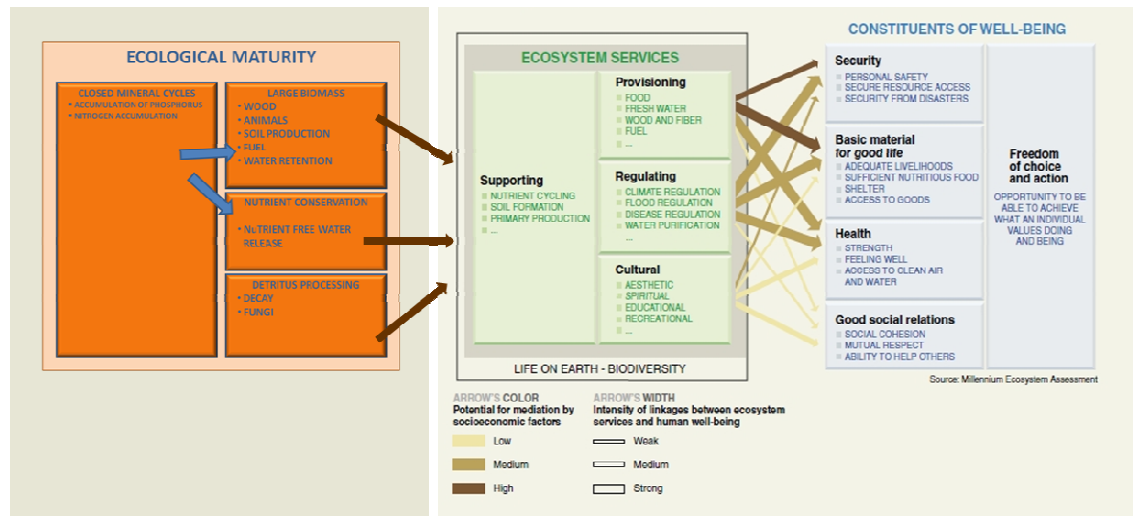 ECOLOGICAL MATURITY
CLOSED MINERAL CYCLES
• ACCUMULATION OF PHOSPHORUS
• NITROGEN ACCUMULATION
LARGE BIOMASS
• WOOD
• ANIMALS
• SOIL PRODUCTION
• FUEL
• WATER RETENTION
NUTRIENT CONSERVATION
• NuTRIENT FREE WATER
RELEASE
DETRITUS PROCESSING
• DECAY
• FUNGI
ECOSYSTEM SERVICES
Supporting
NUTRIENT CYCLING
SOIL FORMATION
PRIMARY PRODUCTION
...
Provisioning
FOOD
FRESH WATER
WOOD AND FIBER
FUEL
...
Regulating
CLIMATE REGULATION
FLOOD REGULATION
DISEASE REGULATION
WATER PURIFICATION
...
Cultural
AESTHETIC
SPIRITUAL
EDUCATIONAL
RECREATIONAL
...
LIFE ON EARTH - BIODIVERSITY
CONSTITUENTS OF WELL-BEING
Security
PERSONAL SAFETY
SECURE RESOURCE ACCESS
SECURITY FROM DISASTERS
Basic material
for good life
ADEQUATE LIVELIHOODS
SUFFICIENT NUTRITIOUS FOOD
SHELTER
ACCESS TO GOODS
Health
STRENGTH
FEELING WELL
ACCESS TO CLEAN AIR
AND WATER
Good social relations
SOCIAL COHESION
MUTUAL RESPECT
ABILITY TO HELP OTHERS
Freedom
of choice
and action
OPPORTUNITY TO BE
ABLE TO ACHIEVE
WHAT AN INDIVIDUAL
VALUES DOING
AND BEING
Source: Millennium Ecosystem Assessment
ARROW'S COLOR
Potential for mediation by
socioeconomic factors
Low
Medium
High
ARROW'S WIDTH
Intensity of linkages between ecosystem
services and human well-being
Weak
Medium
Strong